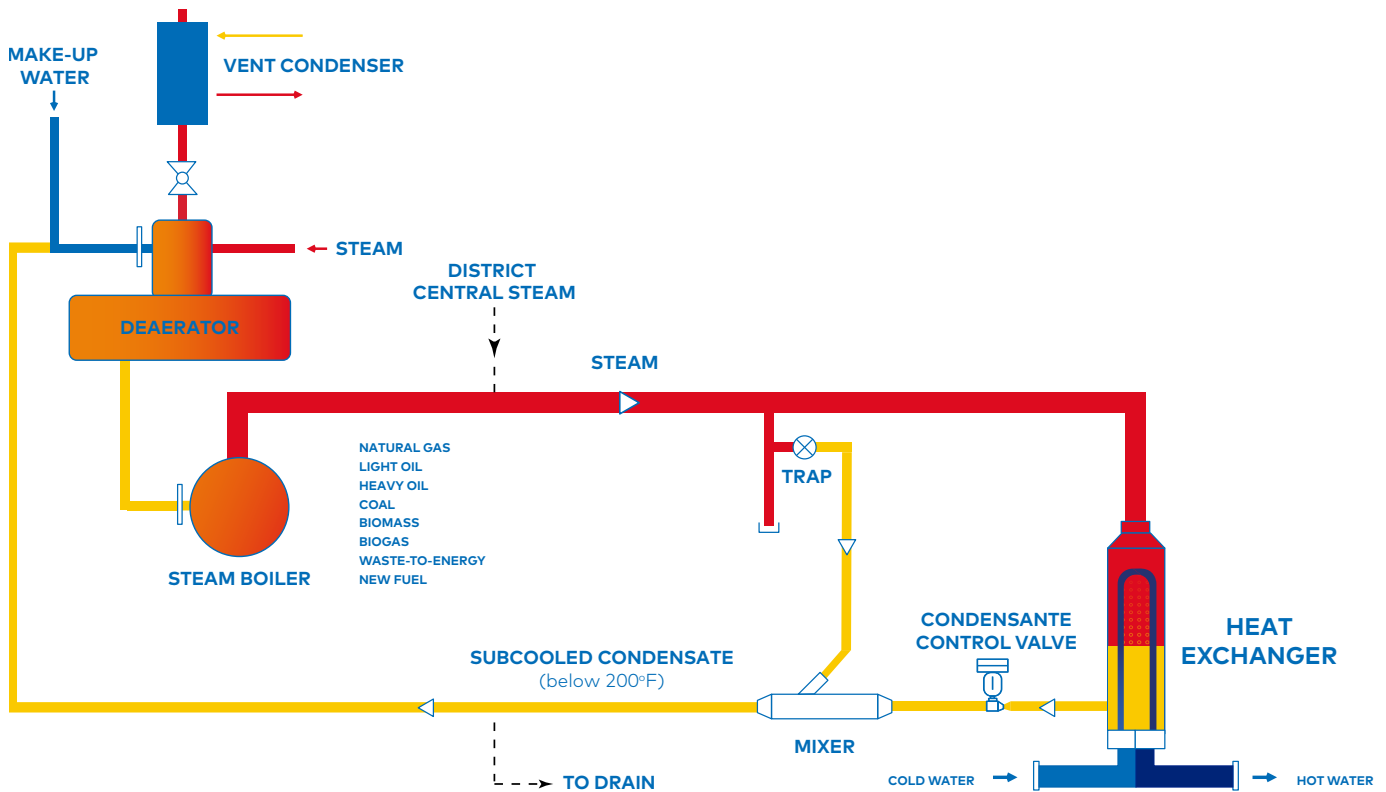 MAKE-UP
WATER
VENT CONDENSER
STEAM
DEAERATOR
DISTRICT
CENTRAL STEAM
STEAM
NATURAL GAS
LIGHT OIL
HEAVY OIL
COAL
BIOMASS
BIOGAS
WASTE-TO-ENERGY
NEW FUEL
TRAP
STEAM BOILER
CONDENSANTE
CONTROL VALVE
HEAT
EXCHANGER
SUBCOOLED CONDENSATE
(below 200°F)
MIXER
TO DRAIN
COLD WATER
HOT WATER